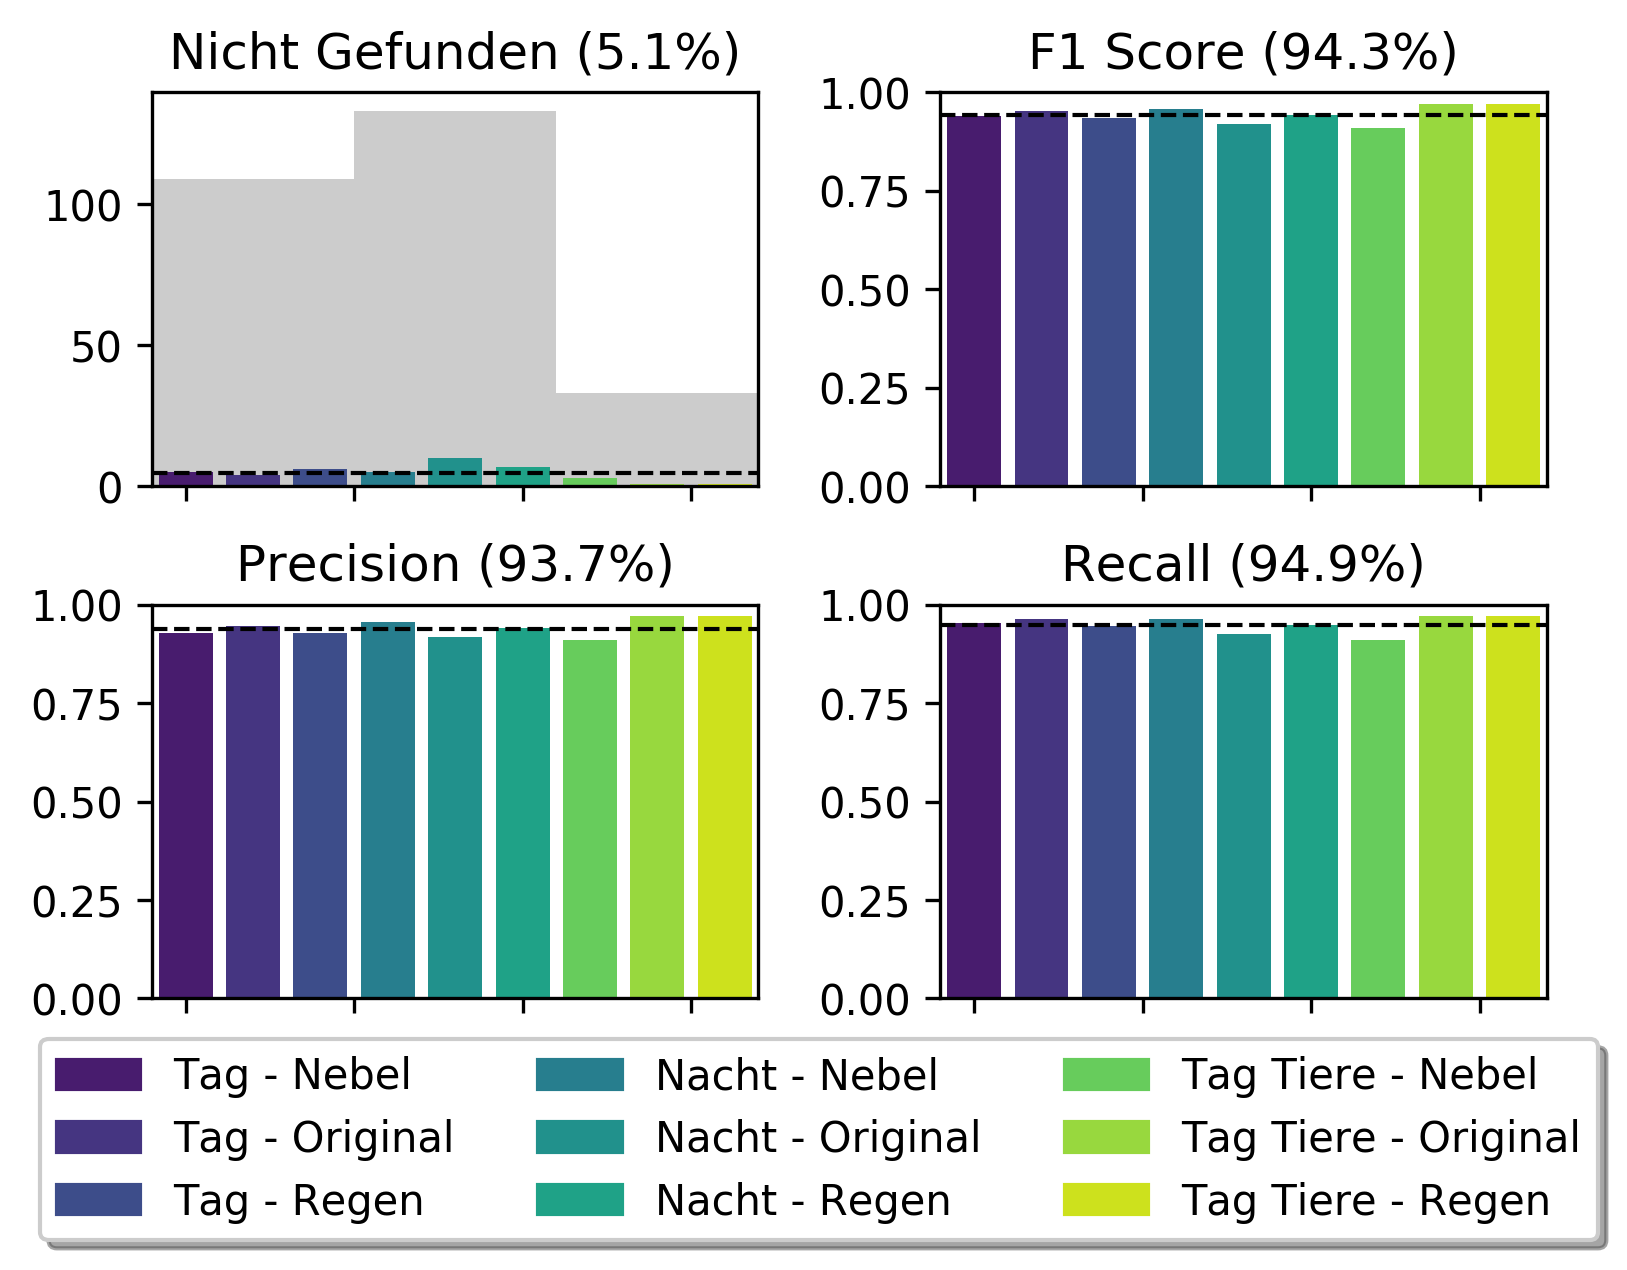 Nicht Gefunden (5.1%)
100
50
0
F1 Score (94.3%)
1.00
0.75
0.50
0.25
0.00
Precision (93.7%)
1.00
0.75
0.50
0.25
0.00
Recall (94.9%)
1.00
0.75
0.50
0.25
0.00
Tag - Nebel
Tag - Original
Tag - Regen
Nacht - Nebel
Nacht - Original
Nacht - Regen
Tag Tiere - Nebel
Tag Tiere - Original
Tag Tiere - Regen